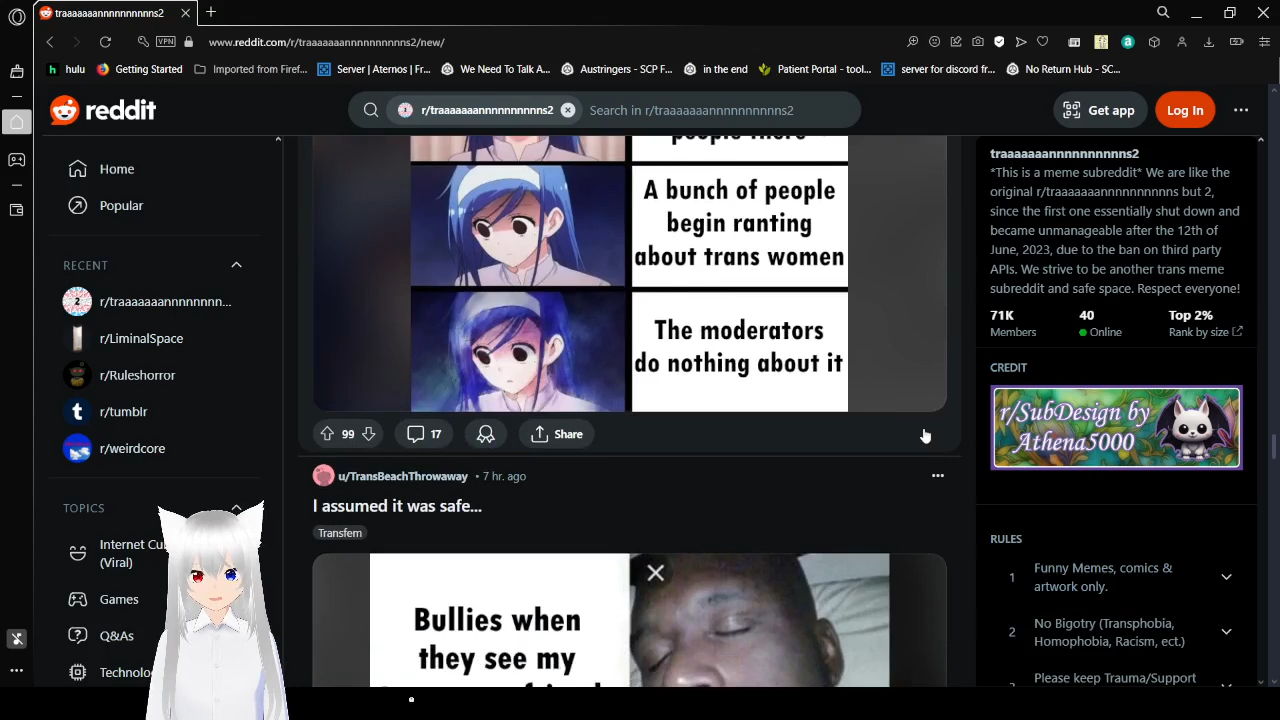 traaaaaaannnnnnnnnns2
VPN
www.reddit.com/r/traaaaaaannnnnnnnnns2/new/
hulu
Getting Started
Imported from Firef...
Server | Aternos | Fr...
We Need To Talk A...
Austringers - SCP F...
in the end
Patient Portal - tool...
server for discord fr...
No Return Hub - SC...
reddit
r/traaaaaaannnnnnnnnns2
Search in r/traaaaaaannnnnnnnnns2
Get app
Log In
Home
Popular
RECENT
r/traaaaaaannnnnnn...
r/LiminalSpace
r/Ruleshorror
r/tumblr
r/weirdcore
TOPICS
Internet Cu
(Viral)
Games
Q&As
Technolo
people there
A bunch of people
begin ranting
about trans women
The moderators
do nothing about it
99
17
Share
u/TransBeachThrowaway • 7 hr. ago
I assumed it was safe...
Transfem
Bullies when
they see my
traaaaaaannnnnnnnnns2
*This is a meme subreddit* We are like the
original r/traaaaaaannnnnnnnnns but 2,
since the first one essentially shut down and
became unmanageable after the 12th of
June, 2023, due to the ban on third party
APIs. We strive to be another trans meme
subreddit and safe space. Respect everyone!
71K
Members
40
Online
Top 2%
Rank by size
CREDIT
r/SubDesign by
Athena5000
RULES
1
Funny Memes, comics &
artwork only.
2
No Bigotry (Transphobia,
Homophobia, Racism, ect.)
Please keep Trauma/Support